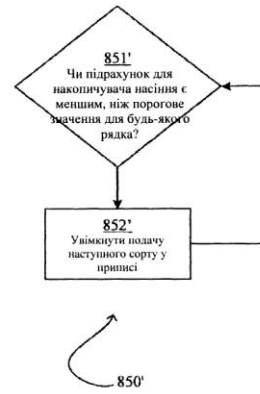 851'
Чи підрахунок для
накопичувача насіння є
меншим, ніж порогове
значення для будь-якого
рядка?
852’
Увімкнути подачу
наступного сорту у
приписі
850'